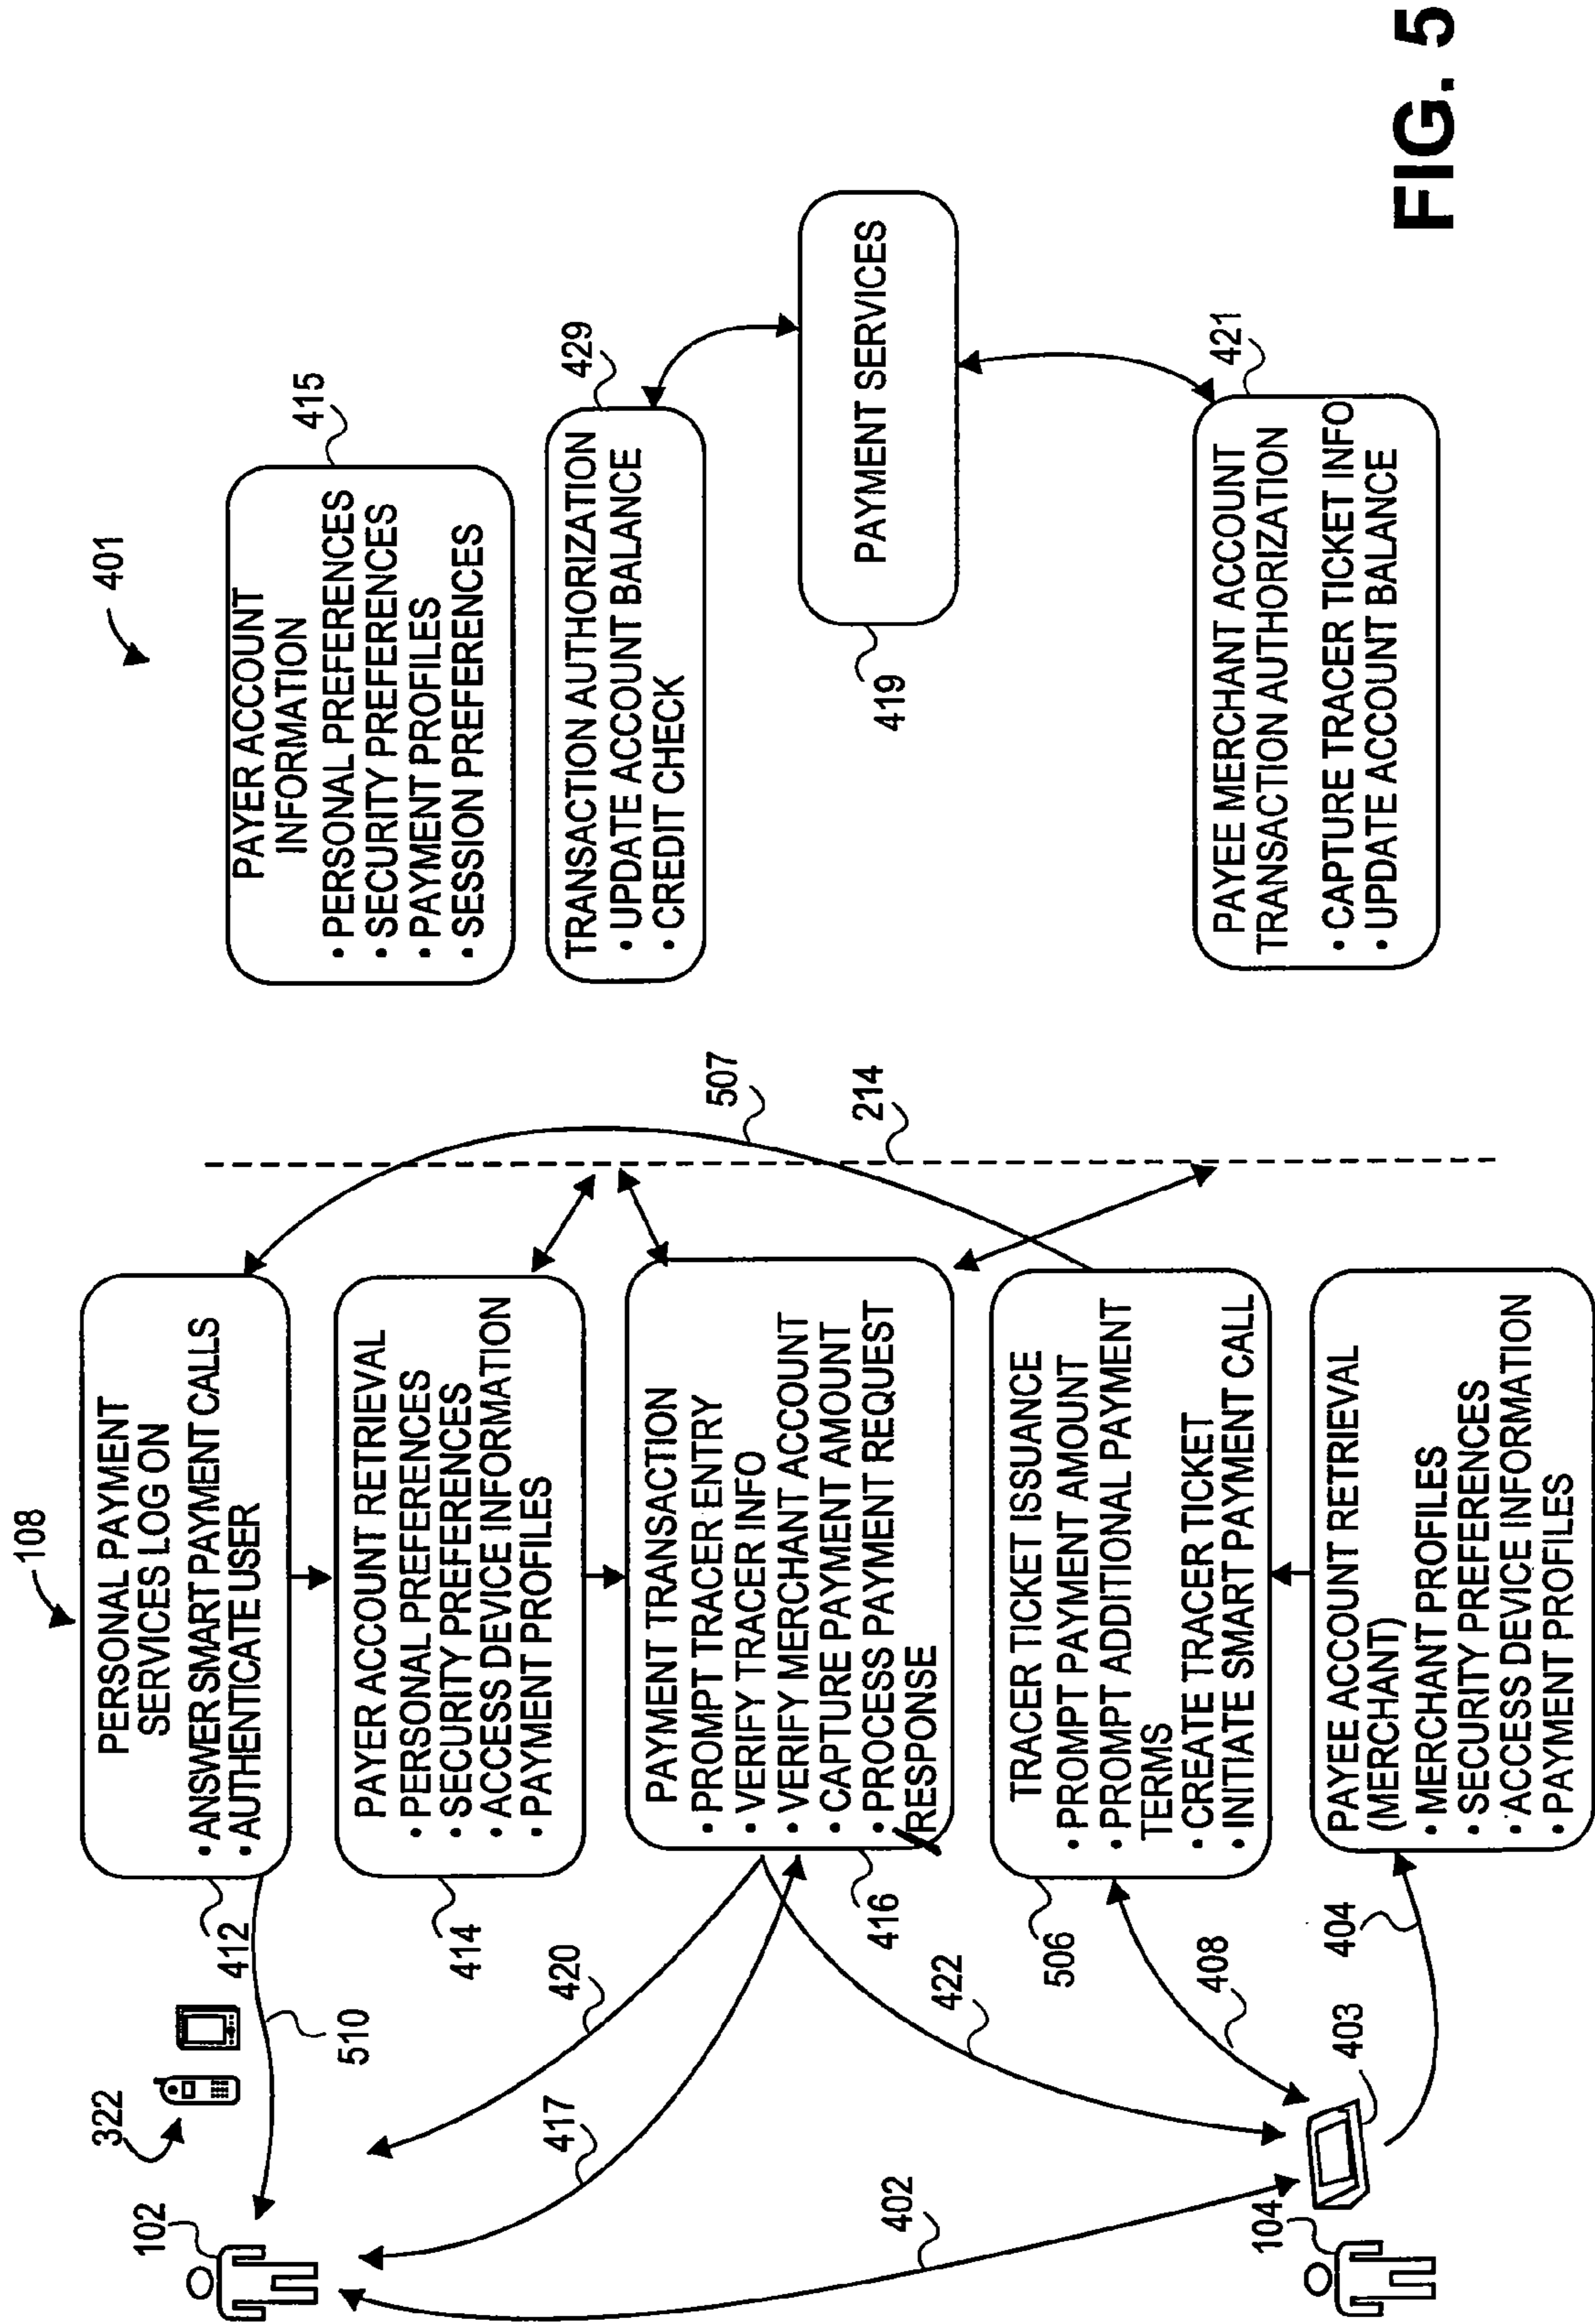 108
401
PERSONAL PAYMENT
SERVICES LOG ON
• ANSWER SMART PAYMENT CALLS
• AUTHENTICATE USER
412
322
510
102
PAYER ACCOUNT RETRIEVAL
• PERSONAL PREFERENCES
• SECURITY PREFERENCES
• ACCESS DEVICE INFORMATION
• PAYMENT PROFILES
414
420
417
PAYMENT TRANSACTION
• PROMPT TRACER ENTRY
• VERIFY TRACER INFO
• VERIFY MERCHANT ACCOUNT
• CAPTURE PAYMENT AMOUNT
• PROCESS PAYMENT REQUEST
/RESPONSE
416
422
402
TRACER TICKET ISSUANCE
• PROMPT PAYMENT AMOUNT
• PROMPT ADDITIONAL PAYMENT
TERMS
• CREATE TRACER TICKET
• INITIATE SMART PAYMENT CALL
506
408
PAYEE ACCOUNT RETRIEVAL
(MERCHANT)
• MERCHANT PROFILES
• SECURITY PREFERENCES
• ACCESS DEVICE INFORMATION
• PAYMENT PROFILES
404
403
104
507
214
PAYER ACCOUNT
INFORMATION
• PERSONAL PREFERENCES
• SECURITY PREFERENCES
• PAYMENT PROFILES
• SESSION PREFERENCES
415
TRANSACTION AUTHORIZATION
• UPDATE ACCOUNT BALANCE
• CREDIT CHECK
429
PAYMENT SERVICES
419
PAYEE MERCHANT ACCOUNT
TRANSACTION AUTHORIZATION
• CAPTURE TRACER TICKET INFO
• UPDATE ACCOUNT BALANCE
421
FIG. 5